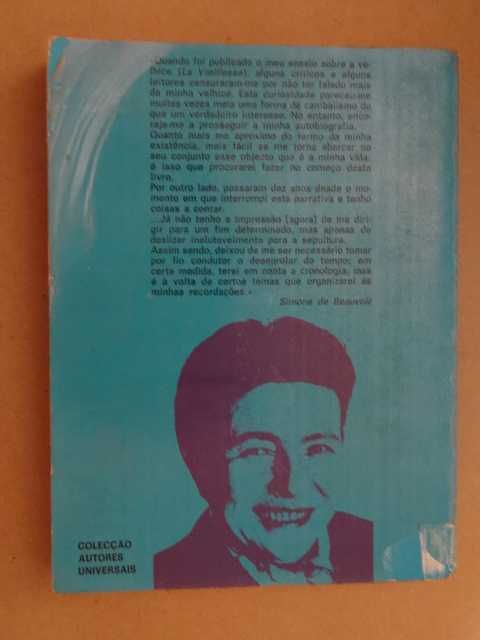 «Quando foi publicado o meu ensaio sobre a ve-
lhice (La Vieillesse), alguns críticos e alguns
leitores censuraram-me por não ter falado mais
da minha velhice. Esta curiosidade pareceu-me
muitas vezes mais uma forma de canibalismo do
que um verdadeiro interesse. No entanto, enco-
raja-me a prosseguir a minha autobiografia.
Quanto mais me aproximo do termo da minha
existência, mais fácil se me torna abarcar no
seu conjunto esse objecto que é a minha vida:
é isso que procurarei fazer no começo deste
livro.
Por outro lado, passaram dez anos desde o mo-
mento em que interrompi esta narrativa e tenho
coisas a contar.
...Já não tenho a impressão (agora) de me diri-
gir para um fim determinado, mas apenas de
deslizar inelutavelmente para a sepultura.
Assim sendo, deixou de me ser necessário tomar
por fio condutor o desenrolar do tempo; em
certa medida, terei em conta a cronologia, mas
é à volta de certos temas que organizarei as
minhas recordações.»
Simone de Beauvoir
COLECÇÃO
AUTORES
UNIVERSAIS